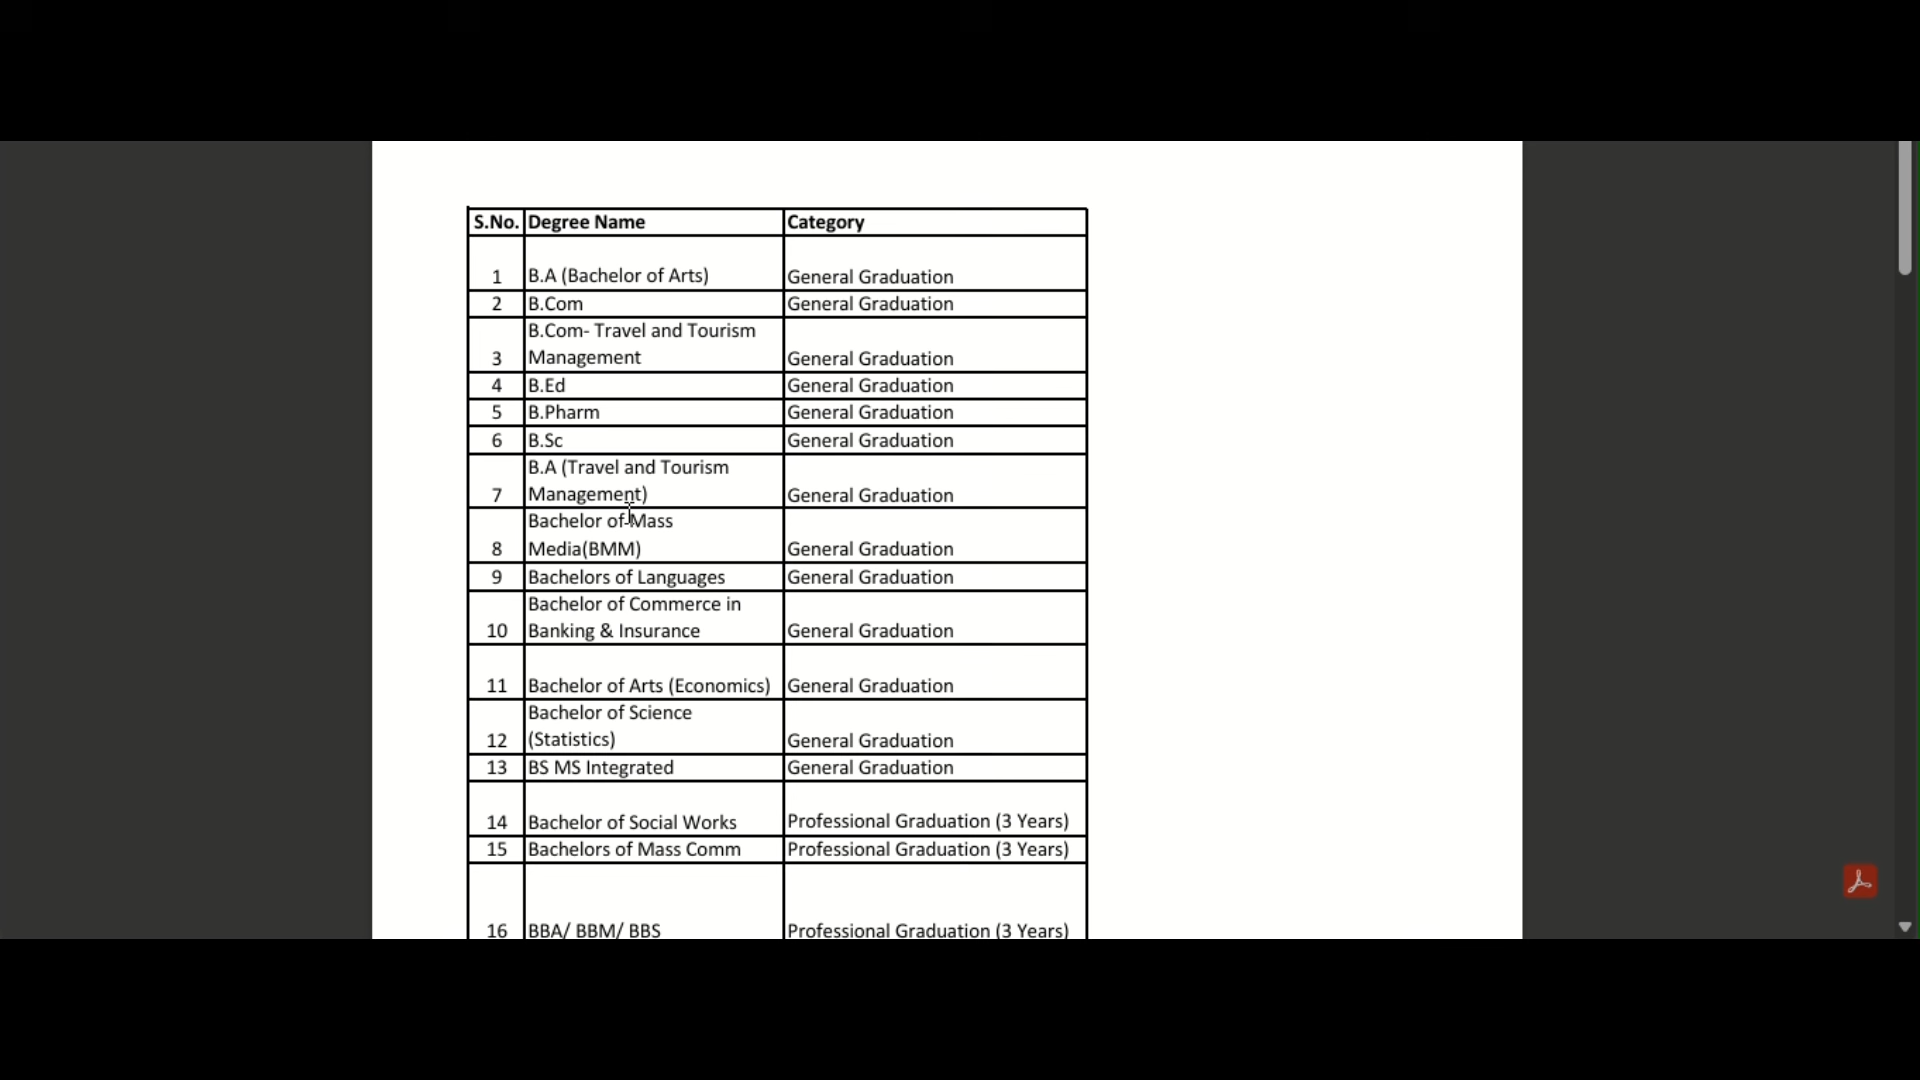 S.No. Degree Name Category
1 B.A (Bachelor of Arts) General Graduation
2 B.Com General Graduation
B.Com- Travel and Tourism
3 Management General Graduation
4 B.Ed General Graduation
5 B.Pharm General Graduation
6 B.Sc General Graduation
B.A (Travel and Tourism
7 Management) General Graduation
Bachelor of Mass
8 Media(BMM) General Graduation
9 Bachelors of Languages General Graduation
Bachelor of Commerce in
10 Banking & Insurance General Graduation
11 Bachelor of Arts (Economics) General Graduation
Bachelor of Science
12 (Statistics) General Graduation
13 BS MS Integrated General Graduation
14 Bachelor of Social Works Professional Graduation (3 Years)
15 Bachelors of Mass Comm Professional Graduation (3 Years)
16 BBA/ BBM/ BBS Professional Graduation (3 Years)